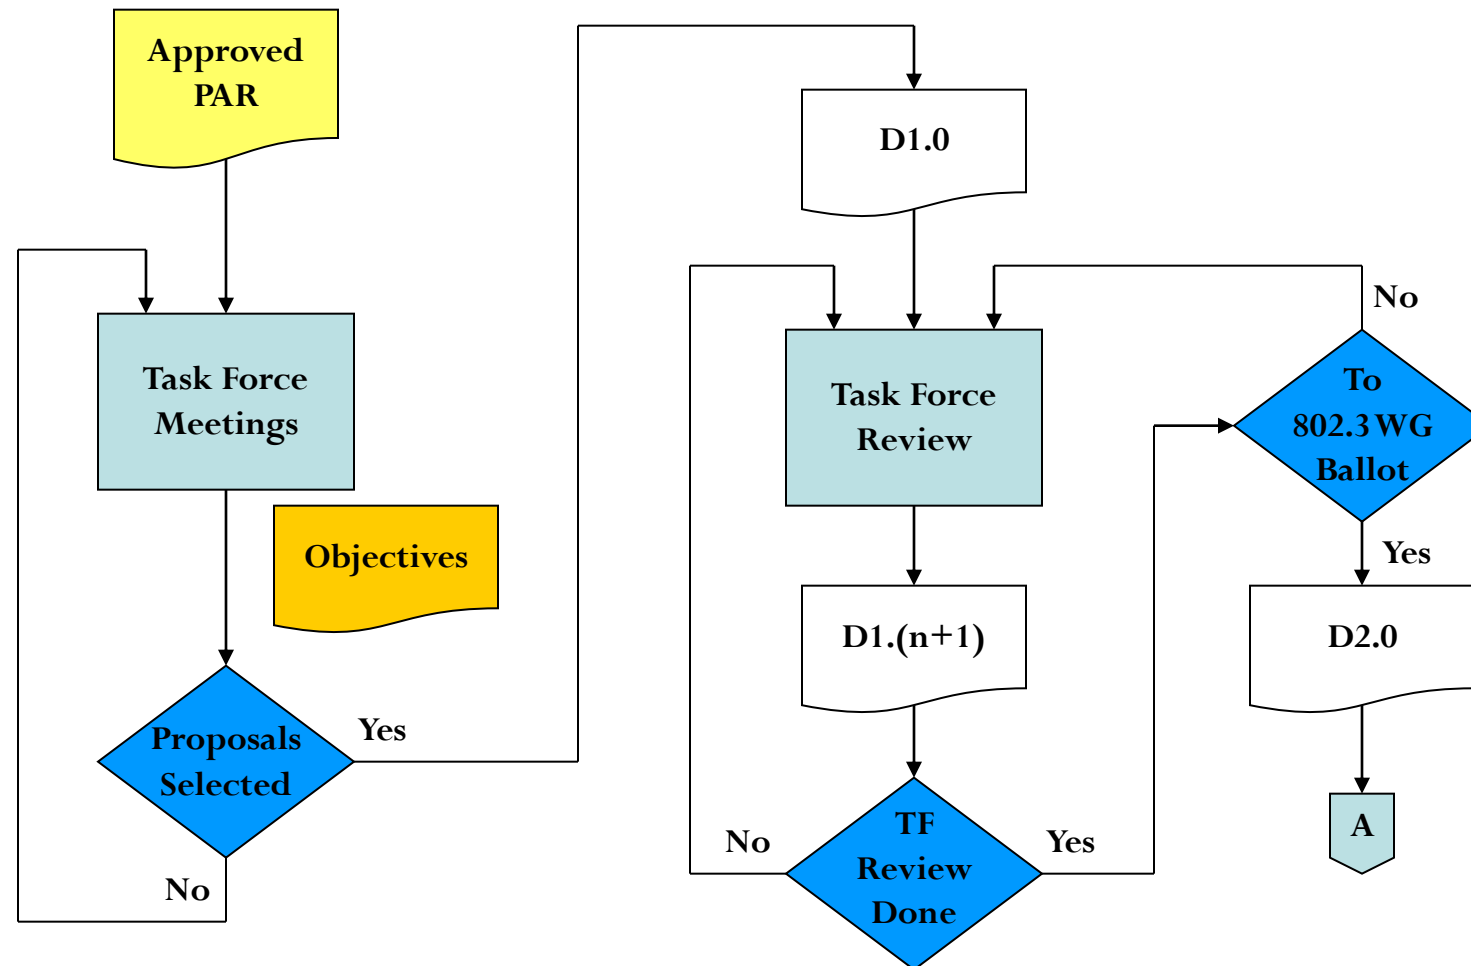 Approved
PAR
Task Force
Meetings
Objectives
Proposals
Selected
Yes
No
D1.0
Task Force
Review
D1.(n+1)
TF
Review
Done
No
Yes
To
802.3 WG
Ballot
No
Yes
D2.0
A